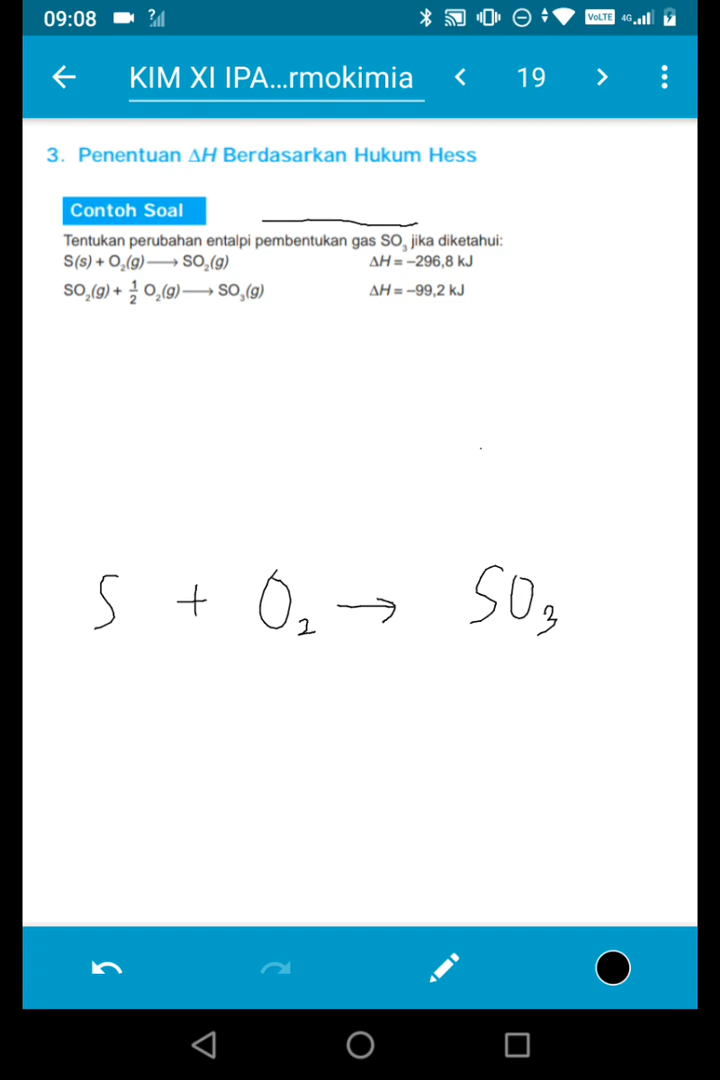 09:08 ? VoLTE 4G
KIM XI IPA...rmokimia 19
3. Penentuan ΔH Berdasarkan Hukum Hess
Contoh Soal
Tentukan perubahan entalpi pembentukan gas SO₃ jika diketahui:
S(s) + O₂(g) ⟶ SO₂(g) ΔH = –296,8 kJ
SO₂(g) + 1/2 O₂(g) ⟶ SO₃(g) ΔH = –99,2 kJ
S + O₂ → SO₃